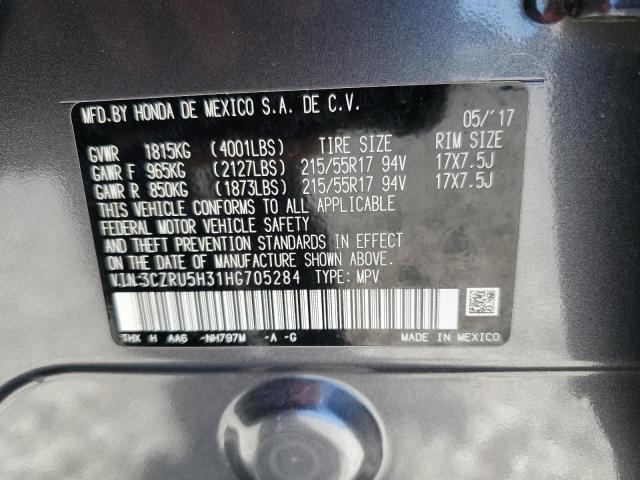 MFD.BY HONDA DE MEXICO S.A. DE C.V.
05/'17
GVWR 1815KG (4001LBS) TIRE SIZE RIM SIZE
GAWR F 965KG (2127LBS) 215/55R17 94V 17X7.5J
GAWR R 850KG (1873LBS) 215/55R17 94V 17X7.5J
THIS VEHICLE CONFORMS TO ALL APPLICABLE
FEDERAL MOTOR VEHICLE SAFETY
AND THEFT PREVENTION STANDARDS IN EFFECT
ON THE DATE OF MANUFACTURE SHOWN ABOVE.
V.I.N:3CZRU5H31HG705284 TYPE: MPV
THX H AA6 -NH797M -A -G
MADE IN MEXICO